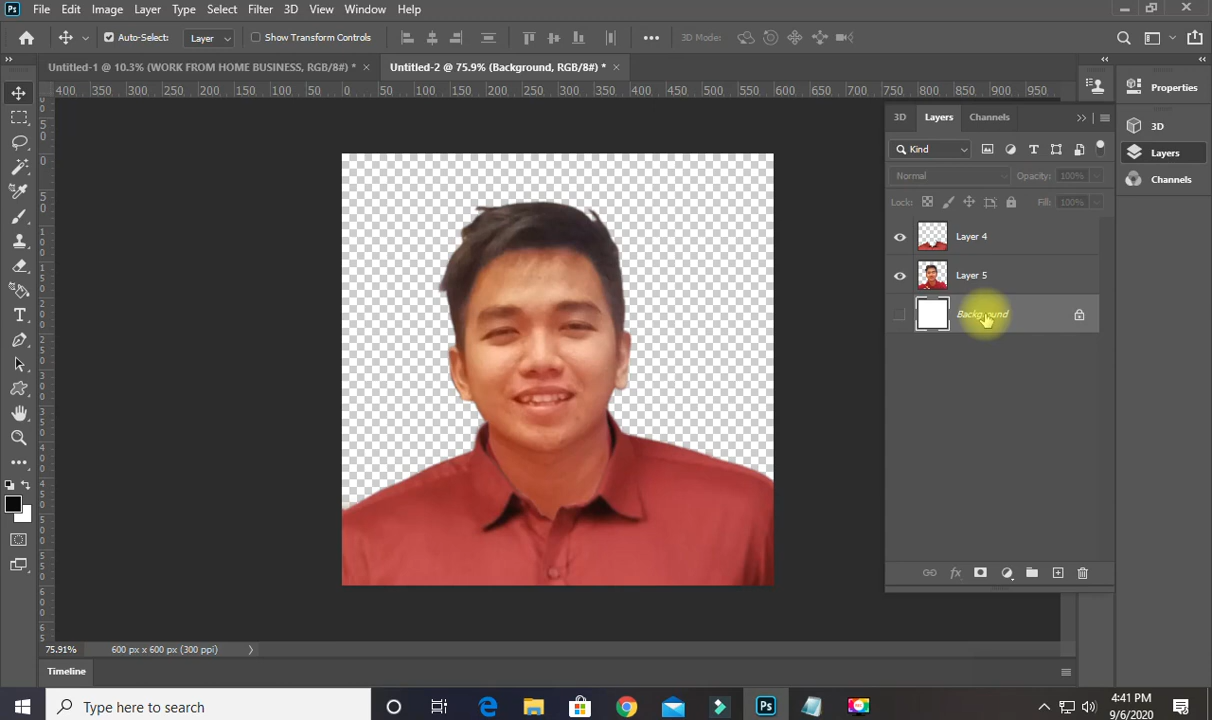 Ps File Edit Image Layer Type Select Filter 3D View Window Help
Auto-Select: Layer Show Transform Controls 3D Mode:
Untitled-1 @ 10.3% (WORK FROM HOME BUSINESS, RGB/8#) * × Untitled-2 @ 75.9% (Background, RGB/8#) * ×
400 350 300 250 200 150 100 50 0 50 100 150 200 250 300 350 400 450 500 550 600 650 700 750 800 850 900 950
Properties
3D Layers Channels
3D
Kind
Layers
Normal Opacity: 100%
Channels
Lock: Fill: 100%
Layer 4
Layer 5
Background
fx
75.91% 600 px x 600 px (300 ppi)
Timeline
Type here to search
Ps
4:41 PM
9/6/2020